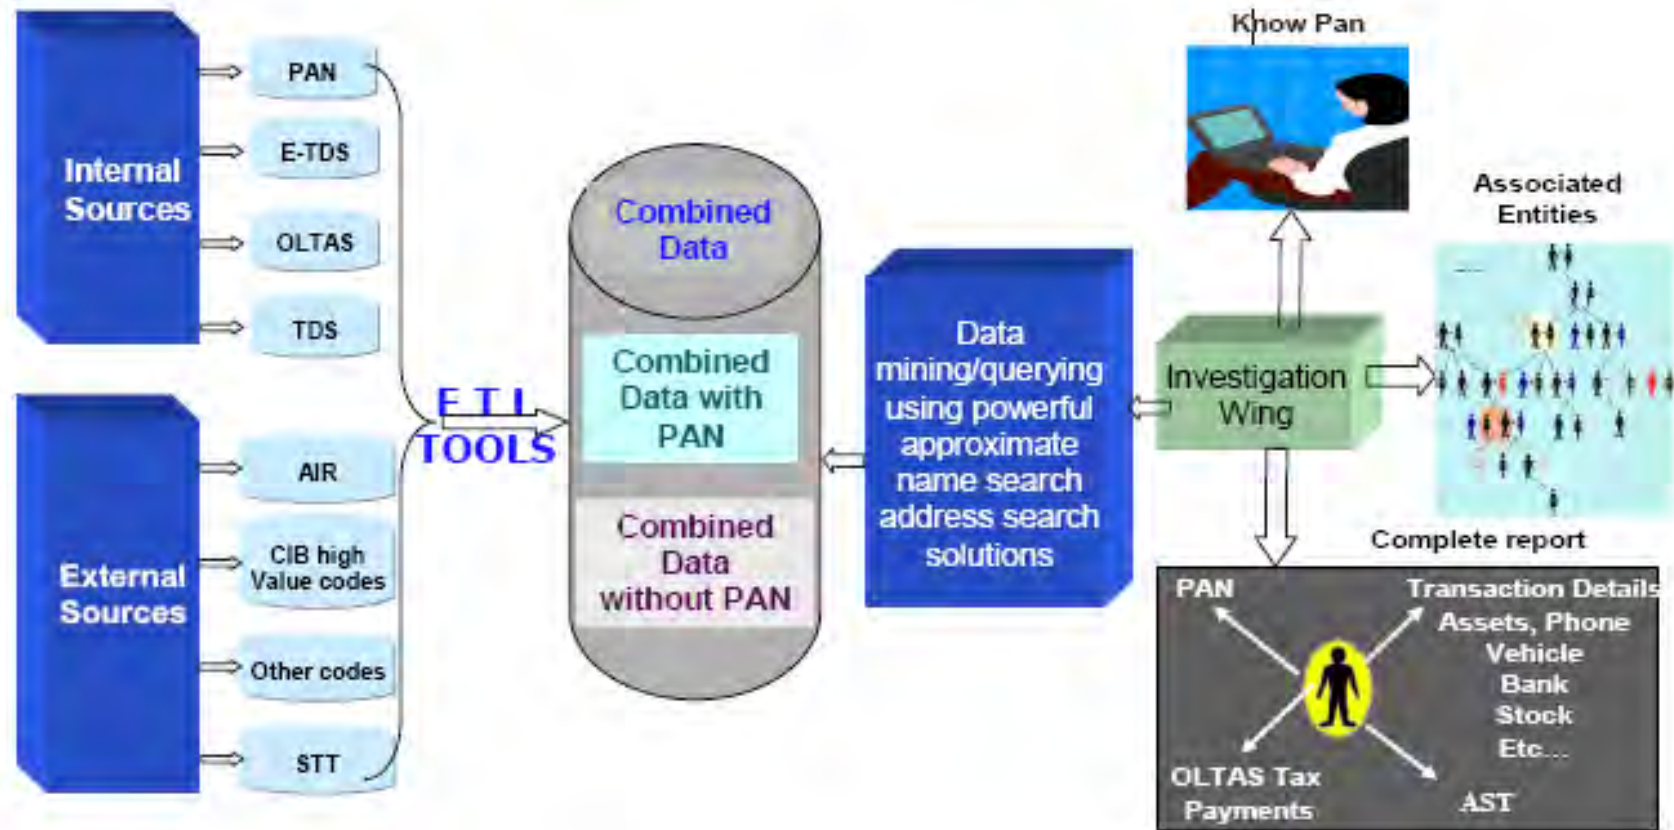 Know Pan
Internal
Sources
PAN
E-TDS
OLTAS
TDS
External
Sources
AIR
CIB high
Value codes
Other codes
STT
E T L
TOOLS
Combined
Data
Combined
Data with
PAN
Combined
Data
without PAN
Data
mining/querying
using powerful
approximate
name search
address search
solutions
Investigation
Wing
Associated
Entities
Complete report
PAN
Transaction Details
Assets, Phone
Vehicle
Bank
Stock
Etc...
OLTAS Tax
Payments
AST